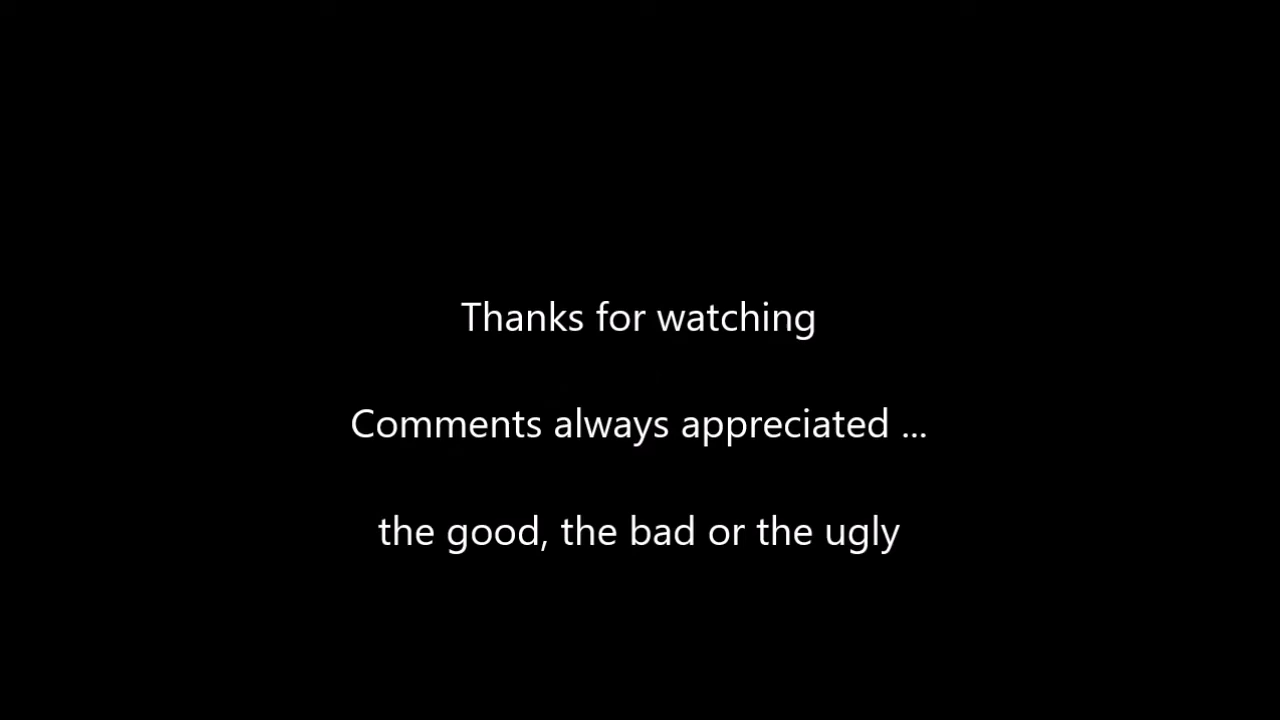 Thanks for watching
Comments always appreciated ...
the good, the bad or the ugly